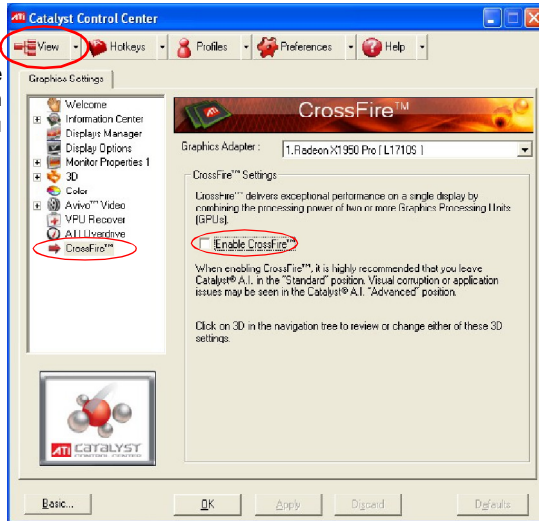 ATI Catalyst Control Center
View Hotkeys Profiles Preferences Help
Graphics Settings
Welcome
Information Center
Displays Manager
Display Options
Monitor Properties 1
3D
Color
Avivo™ Video
VPU Recover
ATI Overdrive
CrossFire™
CrossFire™
Graphics Adapter :
1.Radeon X1950 Pro [ L1710S ]
CrossFire™ Settings
CrossFire™ delivers exceptional performance on a single display by
combining the processing power of two or more Graphics Processing Units
(GPUs).
Enable CrossFire™
When enabling CrossFire™, it is highly recommended that you leave
Catalyst® A.I. in the "Standard" position. Visual corruption or application
issues may be seen in the Catalyst® A.I. "Advanced" position.
Click on 3D in the navigation tree to review or change either of these 3D
settings.
ATI CATALYST
CONTROL CENTER
Basic... OK Apply Discard Defaults